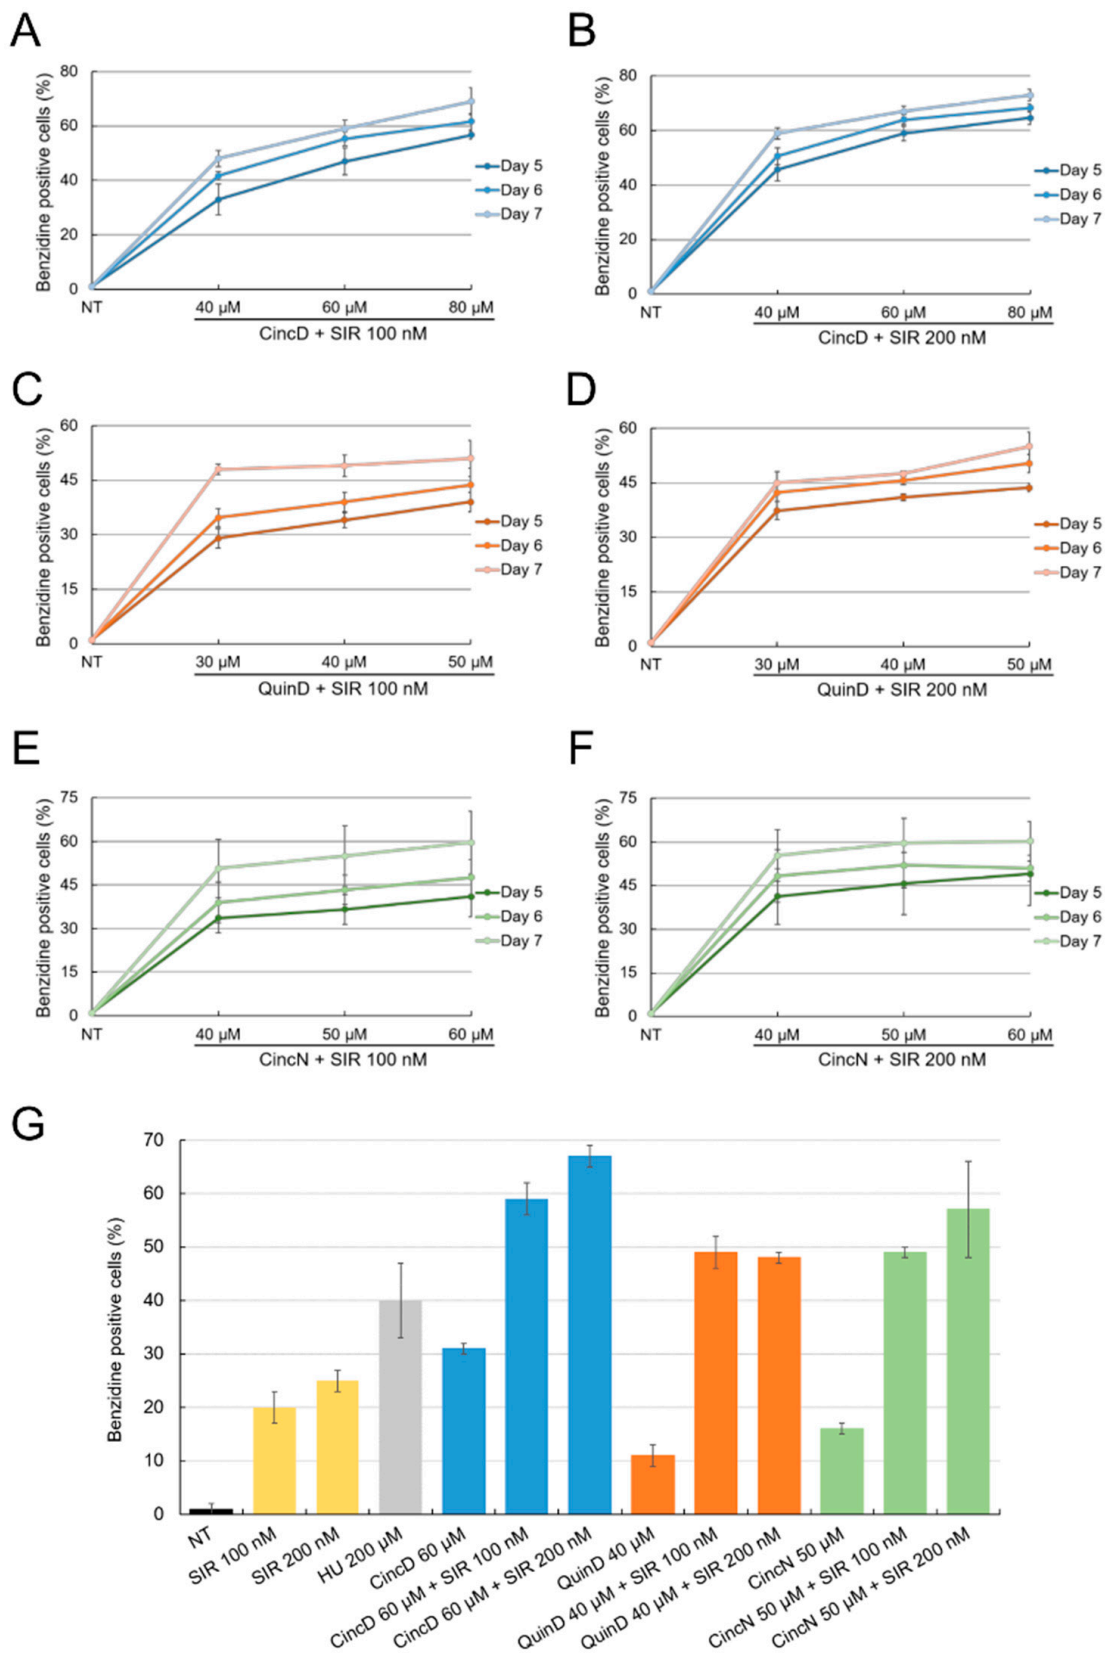 A
Benzidine positive cells (%)
80
60
40
20
0
NT
40 µM
60 µM
80 µM
CincD + SIR 100 nM
Day 5
Day 6
Day 7
B
Benzidine positive cells (%)
80
60
40
20
0
NT
40 µM
60 µM
80 µM
CincD + SIR 200 nM
Day 5
Day 6
Day 7
C
Benzidine positive cells (%)
60
45
30
15
0
NT
30 µM
40 µM
50 µM
QuinD + SIR 100 nM
Day 5
Day 6
Day 7
D
Benzidine positive cells (%)
60
45
30
15
0
NT
30 µM
40 µM
50 µM
QuinD + SIR 200 nM
Day 5
Day 6
Day 7
E
Benzidine positive cells (%)
75
60
45
30
15
0
NT
40 µM
50 µM
60 µM
CincN + SIR 100 nM
Day 5
Day 6
Day 7
F
Benzidine positive cells (%)
75
60
45
30
15
0
NT
40 µM
50 µM
60 µM
CincN + SIR 200 nM
Day 5
Day 6
Day 7
G
Benzidine positive cells (%)
70
60
50
40
30
20
10
0
NT
SIR 100 nM
SIR 200 nM
HU 200 µM
CincD 60 µM
CincD 60 µM + SIR 100 nM
CincD 60 µM + SIR 200 nM
QuinD 40 µM
QuinD 40 µM + SIR 100 nM
QuinD 40 µM + SIR 200 nM
CincN 50 µM
CincN 50 µM + SIR 100 nM
CincN 50 µM + SIR 200 nM